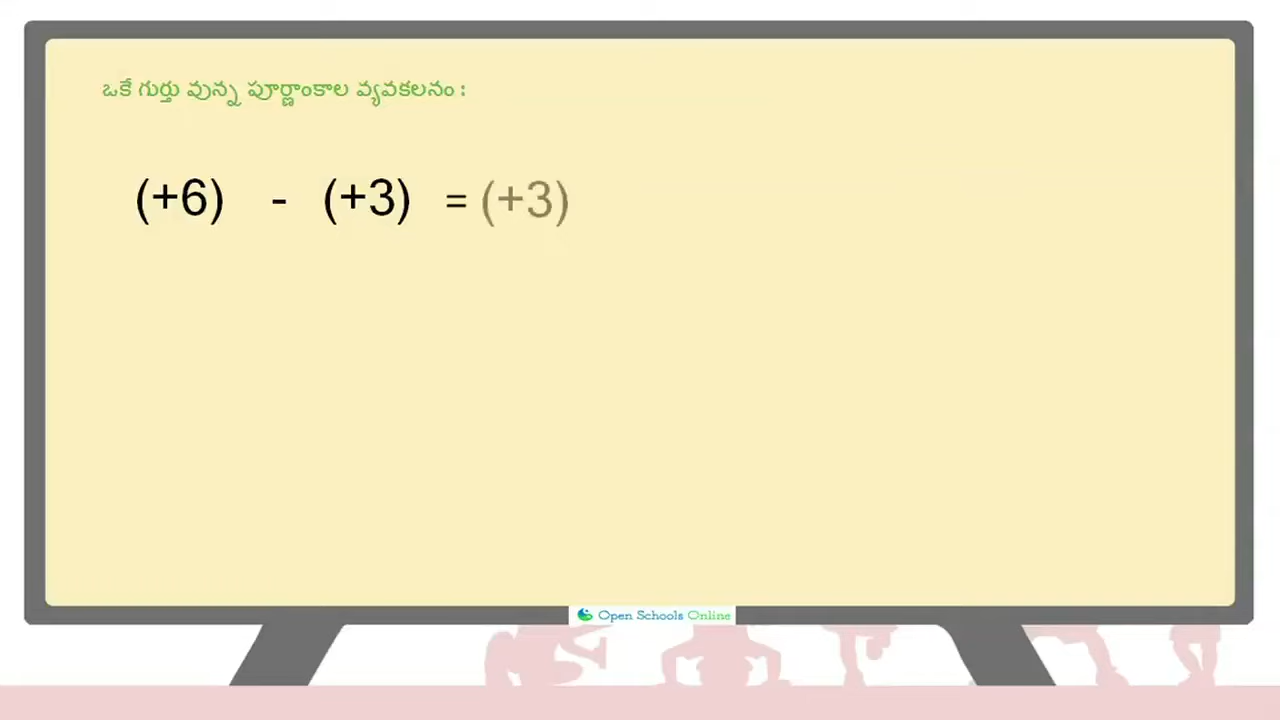 ఒకే గుర్తు వున్న పూర్ణాంకాల వ్యవకలనం :
(+6) - (+3) = (+3)
Open Schools Online